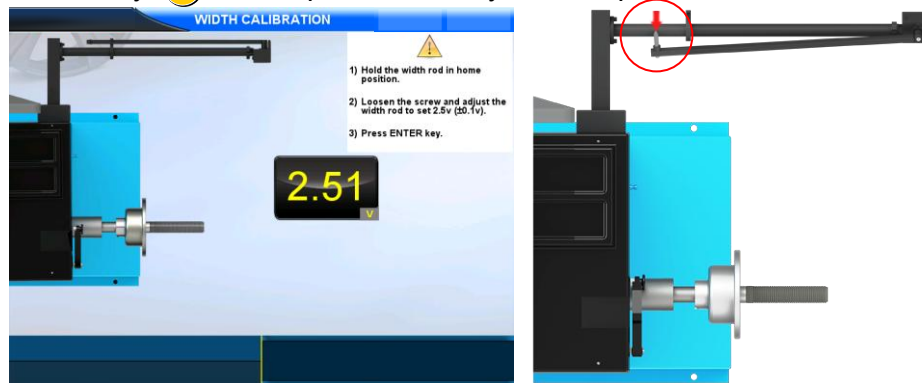 WIDTH CALIBRATION
1) Hold the width rod in home
position.
2) Loosen the screw and adjust the
width rod to set 2.5v (±0.1v).
3) Press ENTER key.
2.51
V